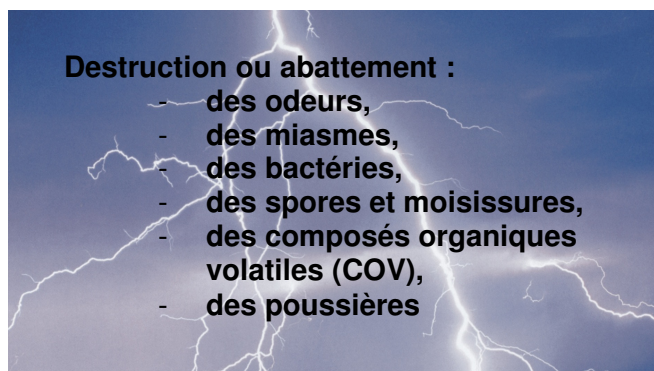 Destruction ou abattement :
- des odeurs,
- des miasmes,
- des bactéries,
- des spores et moisissures,
- des composés organiques
volatiles (COV),
- des poussières